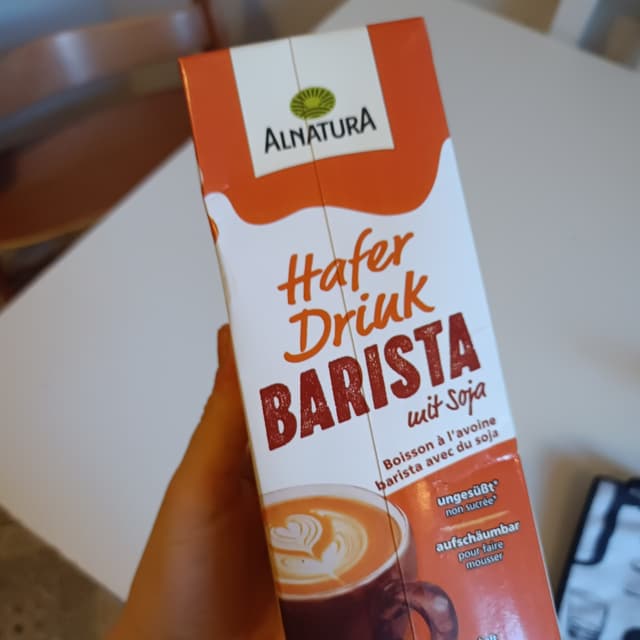 ALNATURA
Hafer
Drink
BARISTA
mit Soja
Boisson à l'avoine
barista avec du soja
ungesüßt*
non sucrée*
aufschäumbar
pour faire
mousser